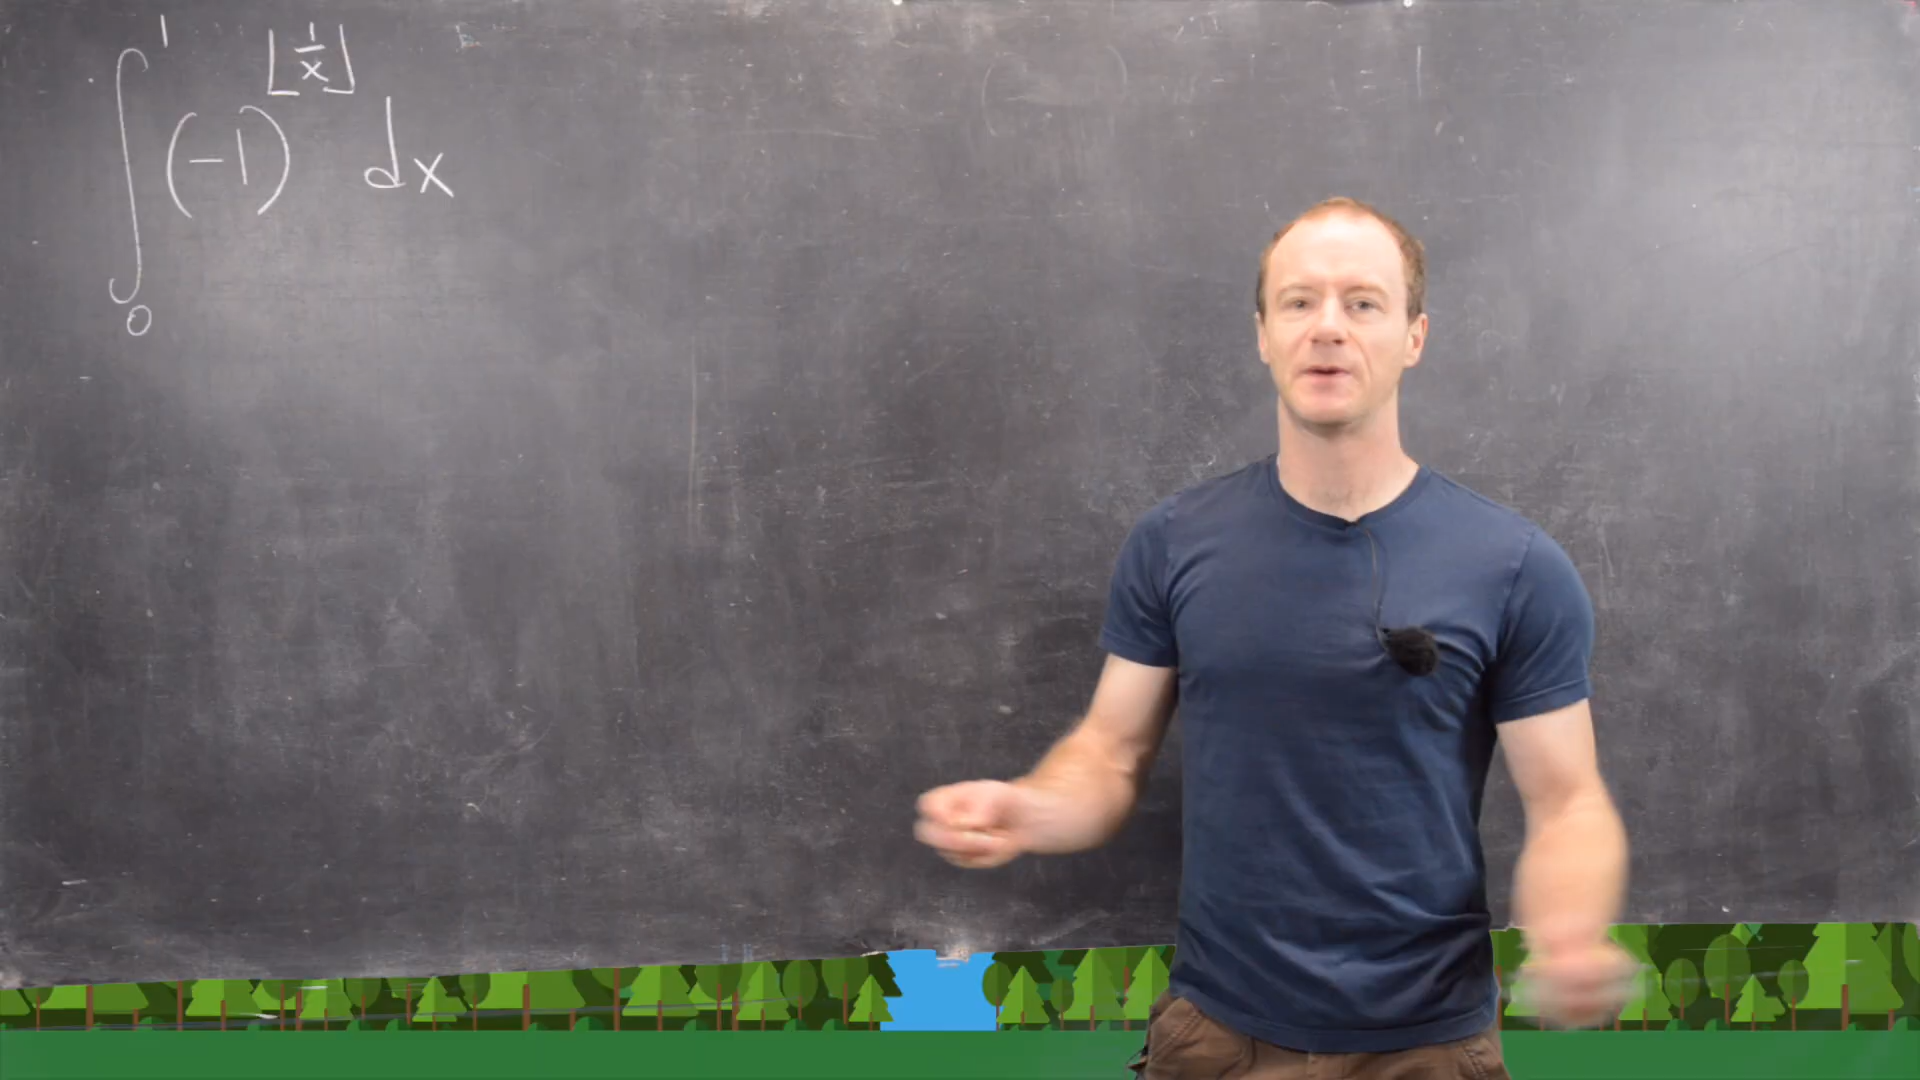 ∫₀¹ (-1)^⌊1/x⌋ dx